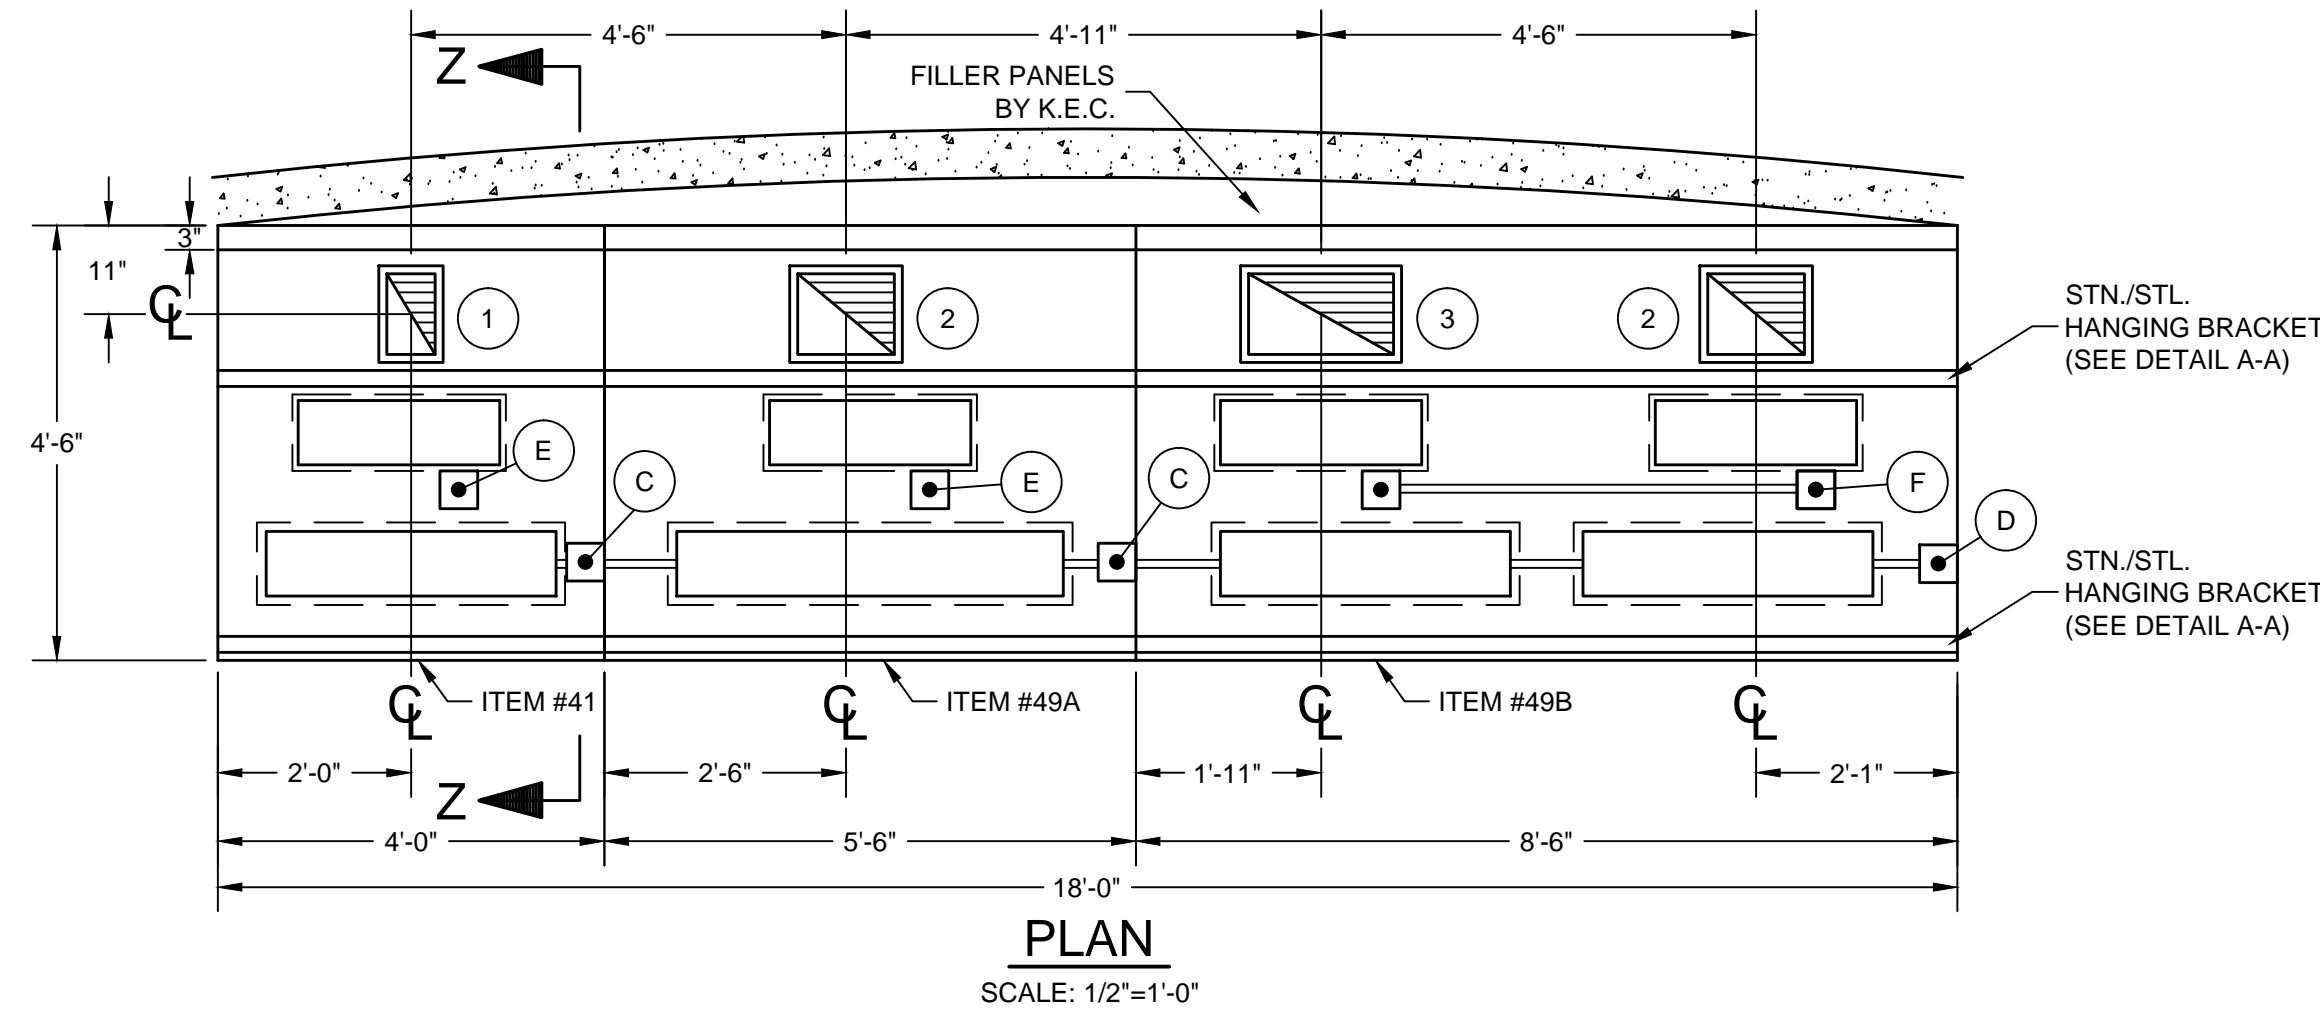 4'-6"
4'-11"
4'-6"
Z
FILLER PANELS
BY K.E.C.
3"
11"
CL
1
2
3
2
STN./STL.
HANGING BRACKET
(SEE DETAIL A-A)
4'-6"
E
C
E
C
F
D
STN./STL.
HANGING BRACKET
(SEE DETAIL A-A)
CL
ITEM #41
CL
ITEM #49A
CL
ITEM #49B
CL
2'-0"
2'-6"
1'-11"
2'-1"
Z
4'-0"
5'-6"
8'-6"
18'-0"
PLAN
SCALE: 1/2"=1'-0"